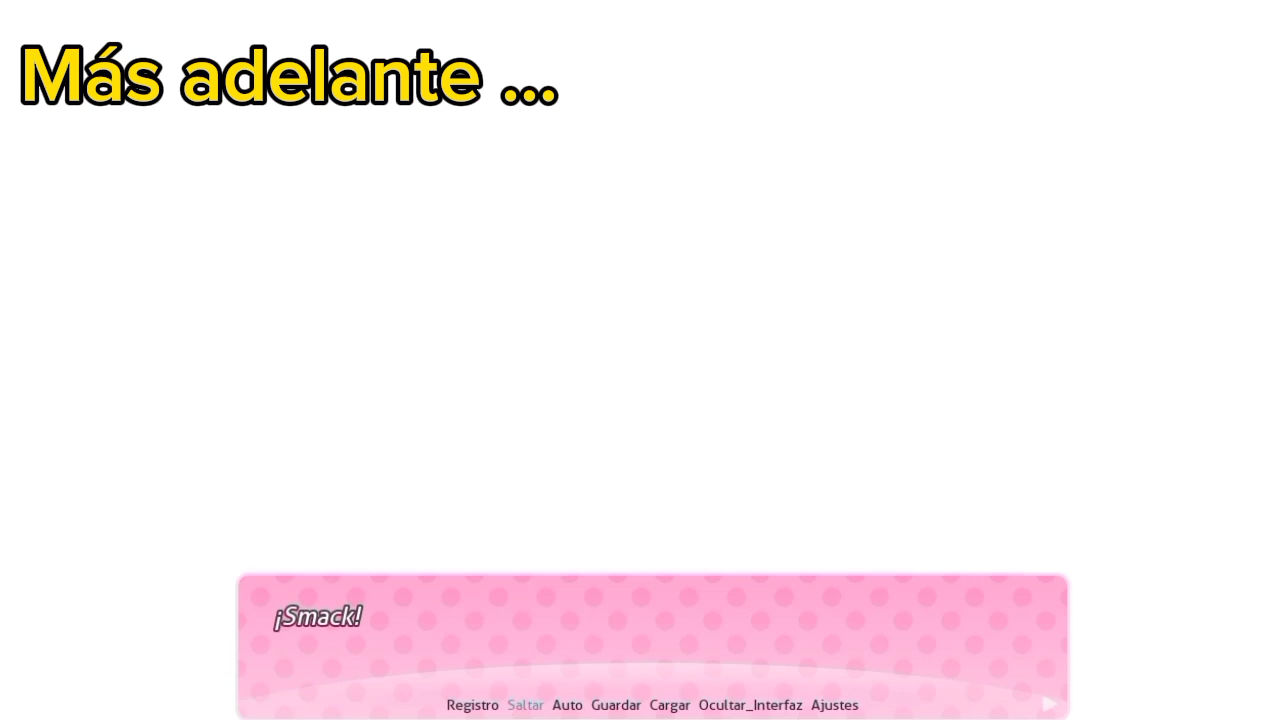 Más adelante ...
¡Smack!
Registro Saltar Auto Guardar Cargar Ocultar_Interfaz Ajustes